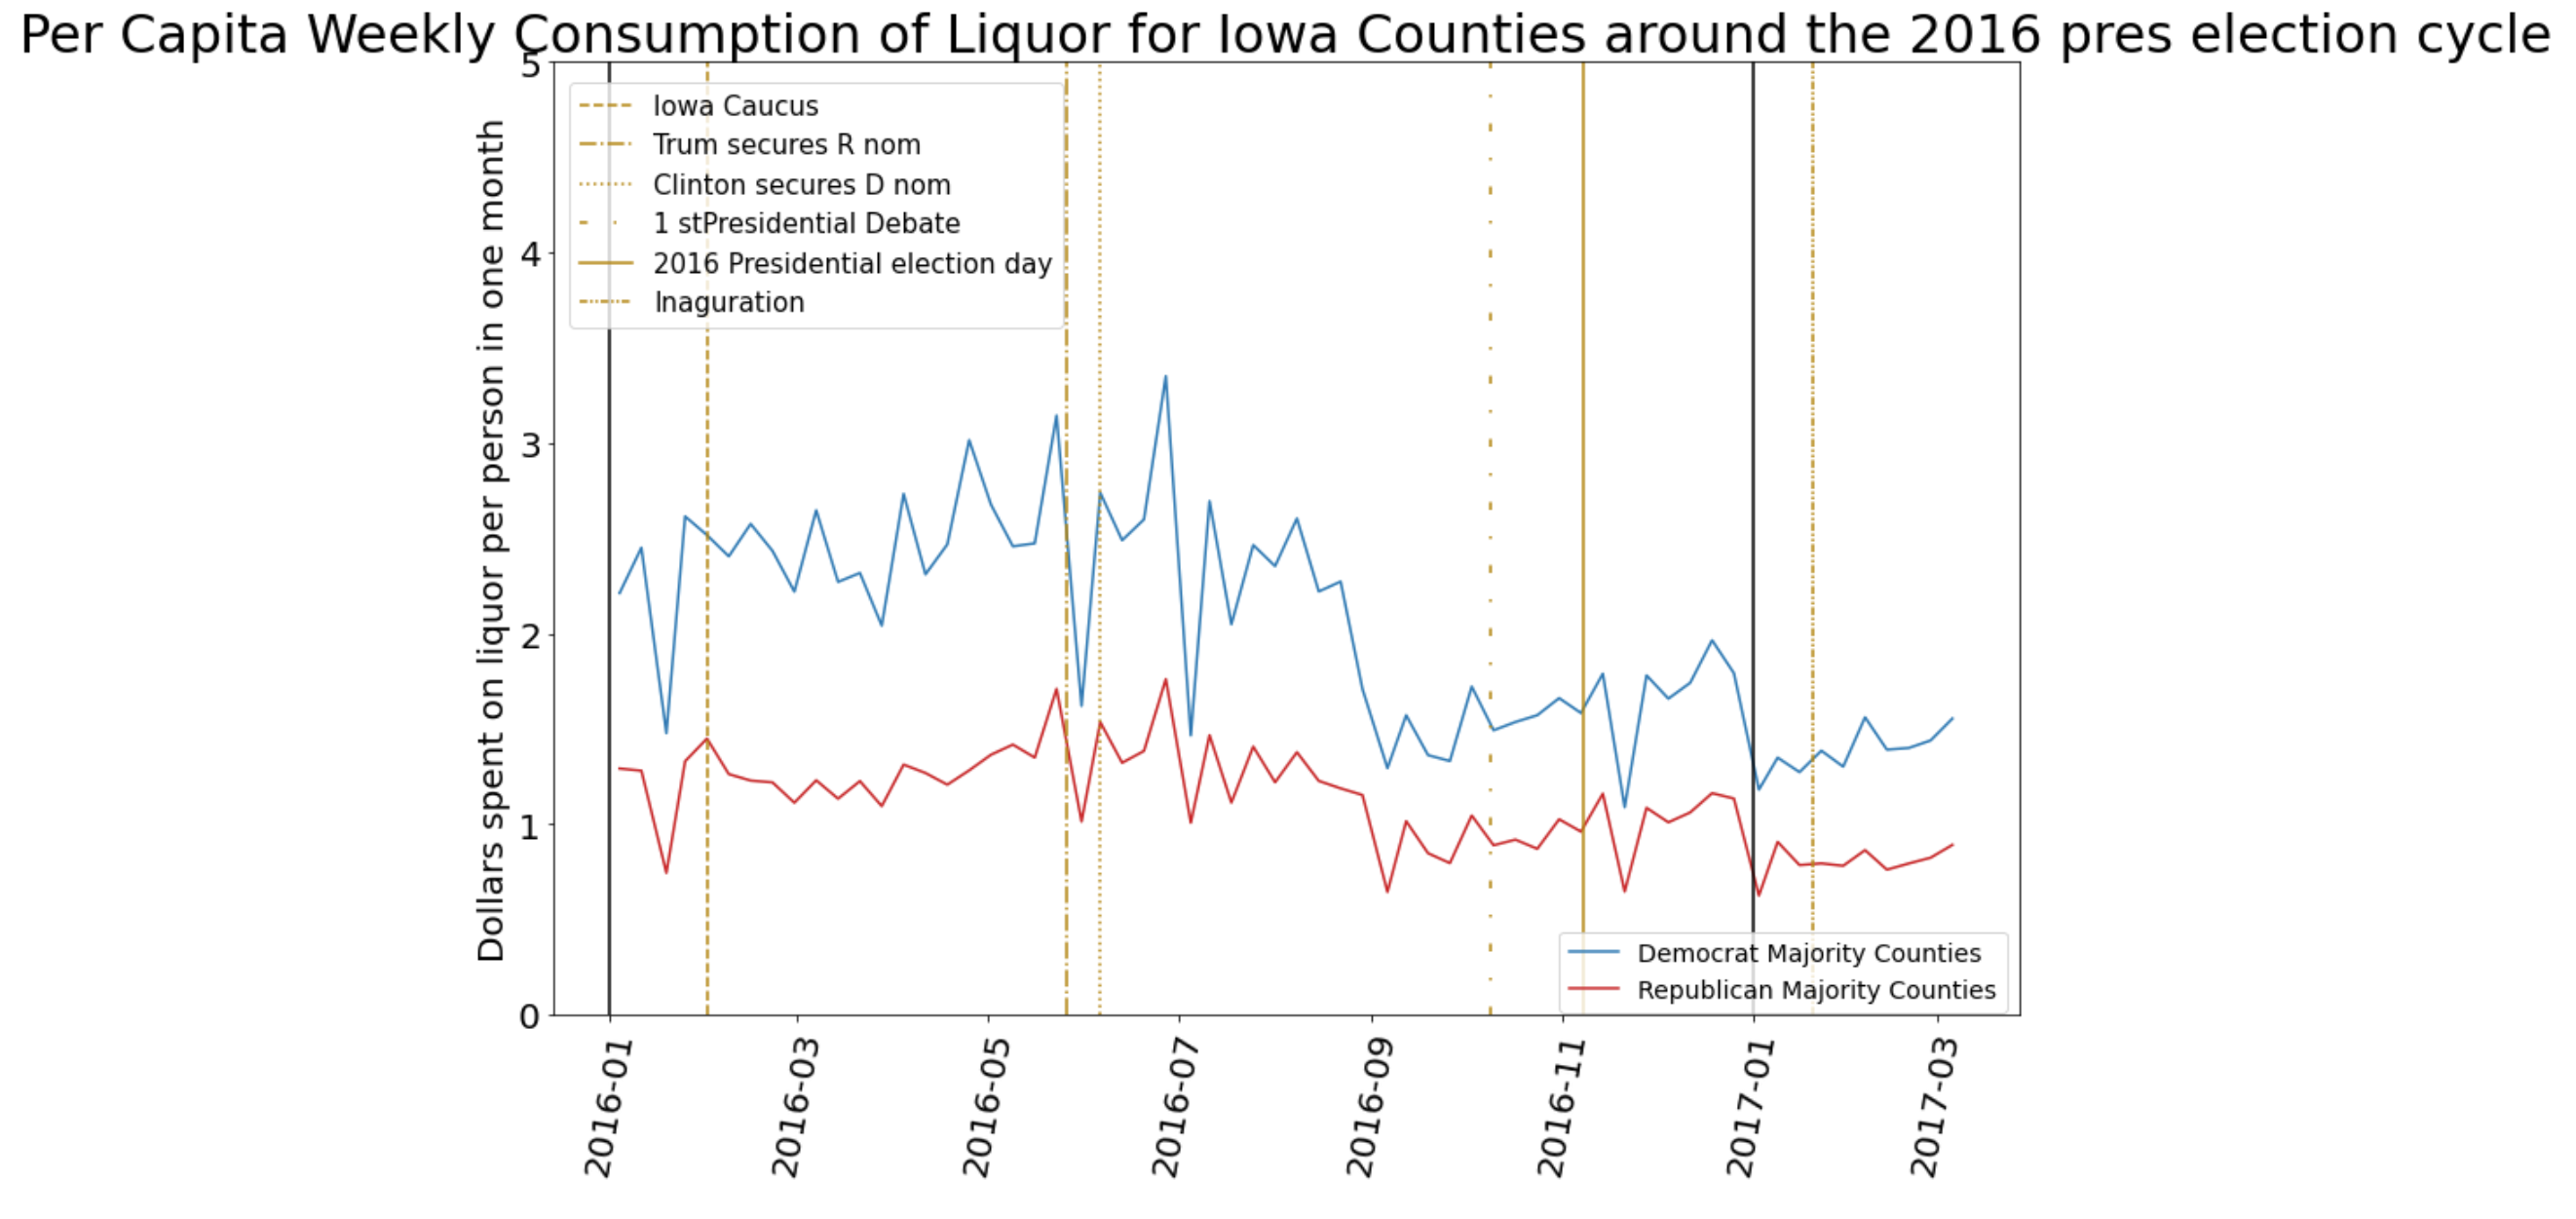 Per Capita Weekly Consumption of Liquor for Iowa Counties around the 2016 pres election cycle
Dollars spent on liquor per person in one month
5
4
3
2
1
0
Iowa Caucus
Trum secures R nom
Clinton secures D nom
1 stPresidential Debate
2016 Presidential election day
Inaguration
Democrat Majority Counties
Republican Majority Counties
2016-01
2016-03
2016-05
2016-07
2016-09
2016-11
2017-01
2017-03